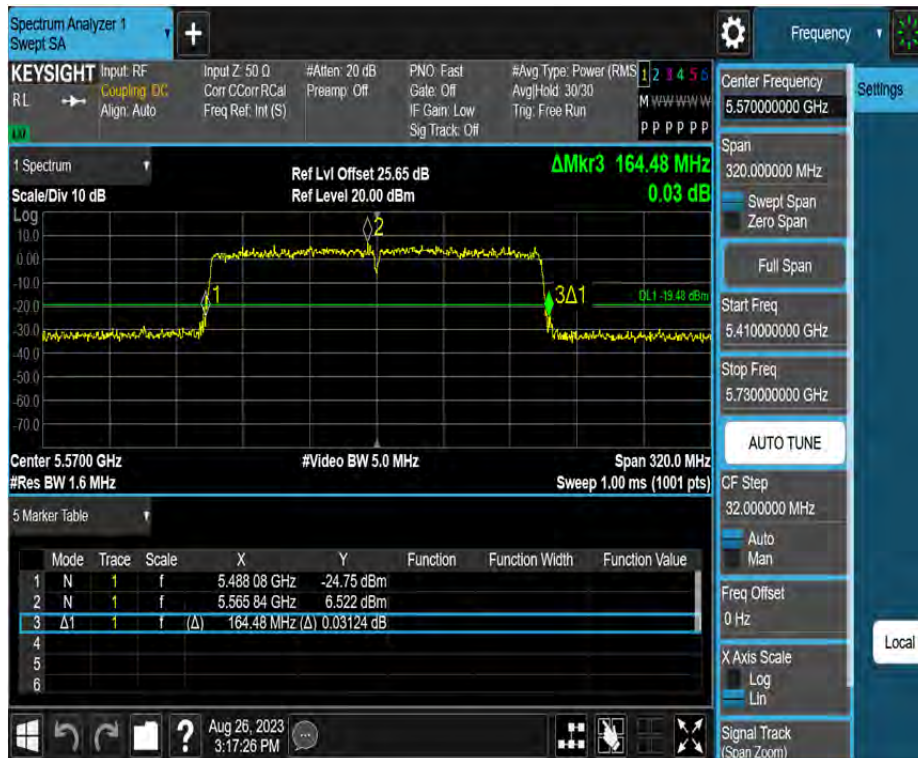 Spectrum Analyzer 1
Swept SA
+
Frequency
KEYSIGHT Input: RF Input Z: 50 Ω #Atten: 20 dB PNO: Fast #Avg Type: Power (RMS 1 2 3 4 5 6
RL Coupling: DC Corr CCorr RCal Preamp: Off Gate: Off Avg|Hold: 30/30 M W W W W W
Align: Auto Freq Ref: Int (S) IF Gain: Low Trig: Free Run
Sig Track: Off P P P P P P
Center Frequency
5.570000000 GHz
Settings
Span
320.000000 MHz
Swept Span
Zero Span
Full Span
Start Freq
5.410000000 GHz
Stop Freq
5.730000000 GHz
AUTO TUNE
CF Step
32.000000 MHz
Auto
Man
Freq Offset
0 Hz
X Axis Scale
Log
Lin
Signal Track
(Span Zoom)
Local
1 Spectrum
Ref Lvl Offset 25.65 dB
ΔMkr3 164.48 MHz
Scale/Div 10 dB
Ref Level 20.00 dBm
0.03 dB
Log
10.0
0.00
-10.0
-20.0
-30.0
-40.0
-50.0
-60.0
-70.0
2
1
3Δ1
DL1 -19.48 dBm
Center 5.5700 GHz #Video BW 5.0 MHz Span 320.0 MHz
#Res BW 1.6 MHz Sweep 1.00 ms (1001 pts)
5 Marker Table
Mode Trace Scale X Y Function Function Width Function Value
1 N 1 f 5.488 08 GHz -24.75 dBm
2 N 1 f 5.565 84 GHz 6.522 dBm
3 Δ1 1 f (Δ) 164.48 MHz (Δ) 0.03124 dB
4
5
6
?
Aug 26, 2023
3:17:26 PM